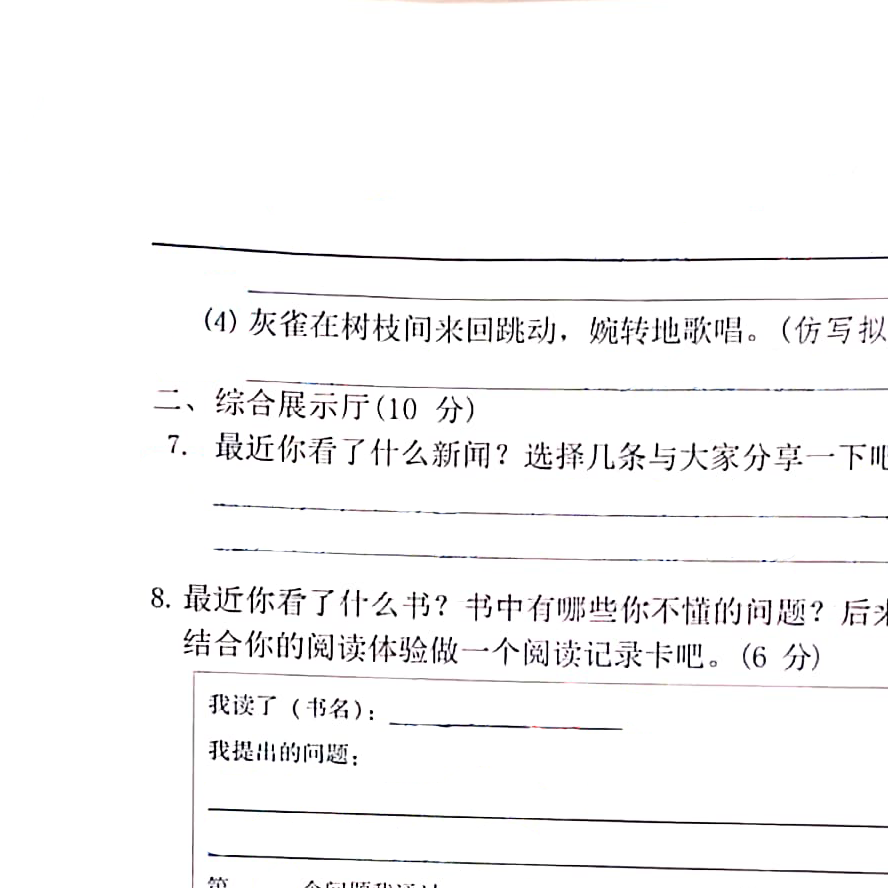 (4) 灰雀在树枝间来回跳动，婉转地歌唱。(仿写拟
二、综合展示厅(10 分)
7. 最近你看了什么新闻？选择几条与大家分享一下吧
8. 最近你看了什么书？书中有哪些你不懂的问题？后来
结合你的阅读体验做一个阅读记录卡吧。(6 分)
我读了（书名）：
我提出的问题：